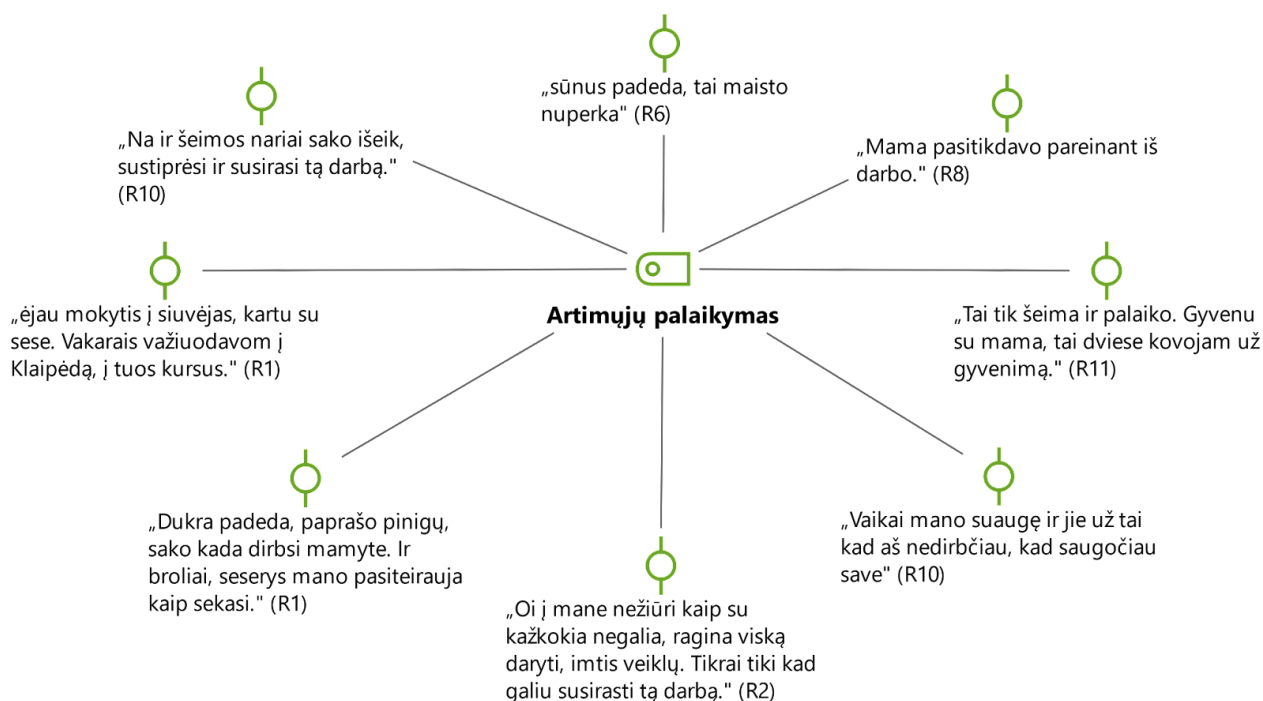 „sūnus padeda, tai maisto
nuperka" (R6)
„Na ir šeimos nariai sako išeik,
sustiprėsi ir susirasi tą darbą."
(R10)
„Mama pasitikdavo pareinant iš
darbo." (R8)
„ėjau mokytis į siuvėjas, kartu su
sese. Vakarais važiuodavom į
Klaipėdą, į tuos kursus." (R1)
Artimųjų palaikymas
„Tai tik šeima ir palaiko. Gyvenu
su mama, tai dviese kovojam už
gyvenimą." (R11)
„Dukra padeda, paprašo pinigų,
sako kada dirbsi mamyte. Ir
broliai, seserys mano pasiteirauja
kaip sekasi." (R1)
„Oi į mane nežiūri kaip su
kažkokia negalia, ragina viską
daryti, imtis veiklų. Tikrai tiki kad
galiu susirasti tą darbą." (R2)
„Vaikai mano suaugę ir jie už tai
kad aš nedirbčiau, kad saugočiau
save" (R10)